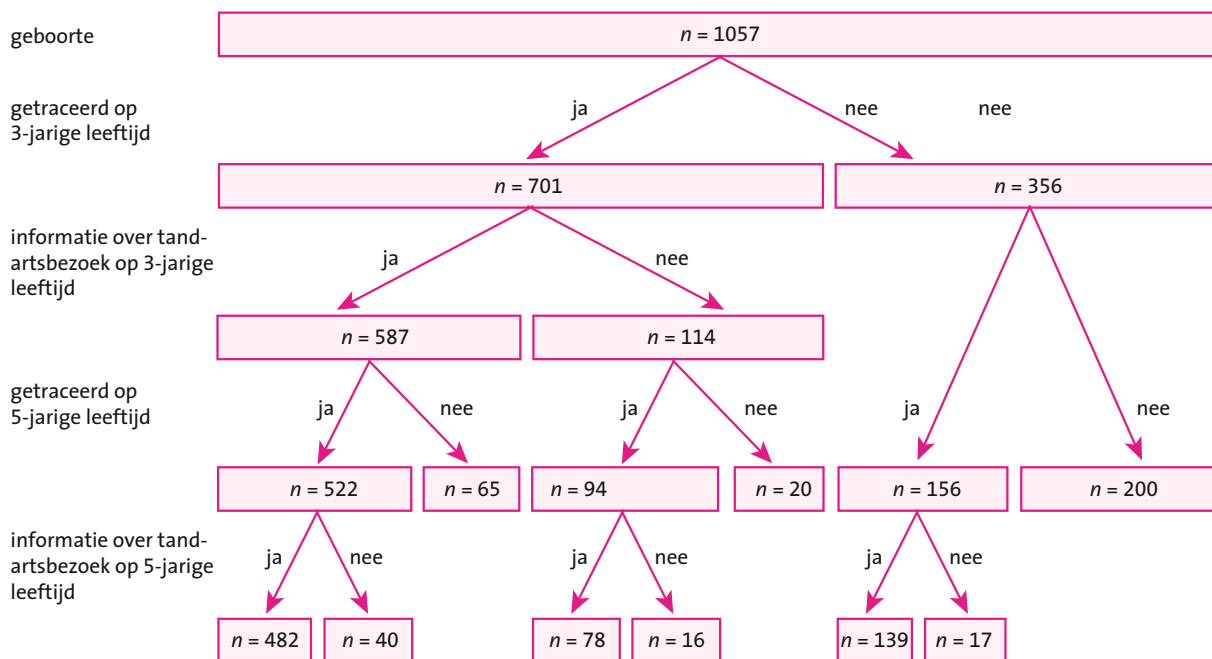 geboorte
n = 1057
getraceerd op
3-jarige leeftijd
ja
nee
nee
n = 701
n = 356
informatie over tand-
artsbezoek op 3-jarige
leeftijd
ja
nee
n = 587
n = 114
getraceerd op
5-jarige leeftijd
ja
nee
ja
nee
ja
nee
n = 522
n = 65
n = 94
n = 20
n = 156
n = 200
informatie over tand-
artsbezoek op 5-jarige
leeftijd
ja
nee
ja
nee
ja
nee
n = 482
n = 40
n = 78
n = 16
n = 139
n = 17